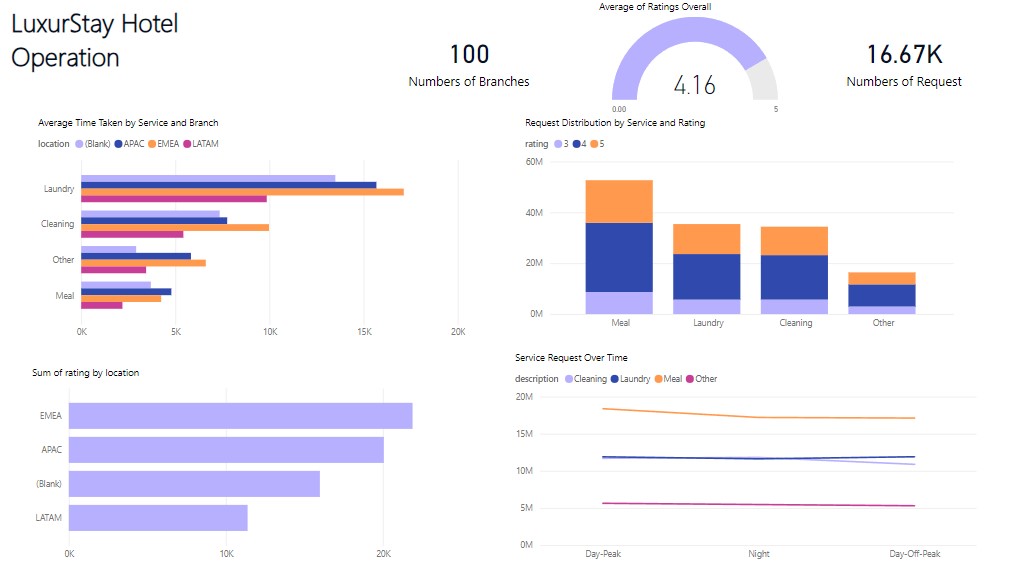 LuxurStay Hotel
Operation
100
Numbers of Branches
Average of Ratings Overall
4.16
0.00
5
16.67K
Numbers of Request
Average Time Taken by Service and Branch
location (Blank) APAC EMEA LATAM
Laundry
Cleaning
Other
Meal
0K 5K 10K 15K 20K
Request Distribution by Service and Rating
rating 3 4 5
60M
40M
20M
0M
Meal Laundry Cleaning Other
Sum of rating by location
EMEA
APAC
(Blank)
LATAM
0K 10K 20K
Service Request Over Time
description Cleaning Laundry Meal Other
20M
15M
10M
5M
0M
Day-Peak Night Day-Off-Peak